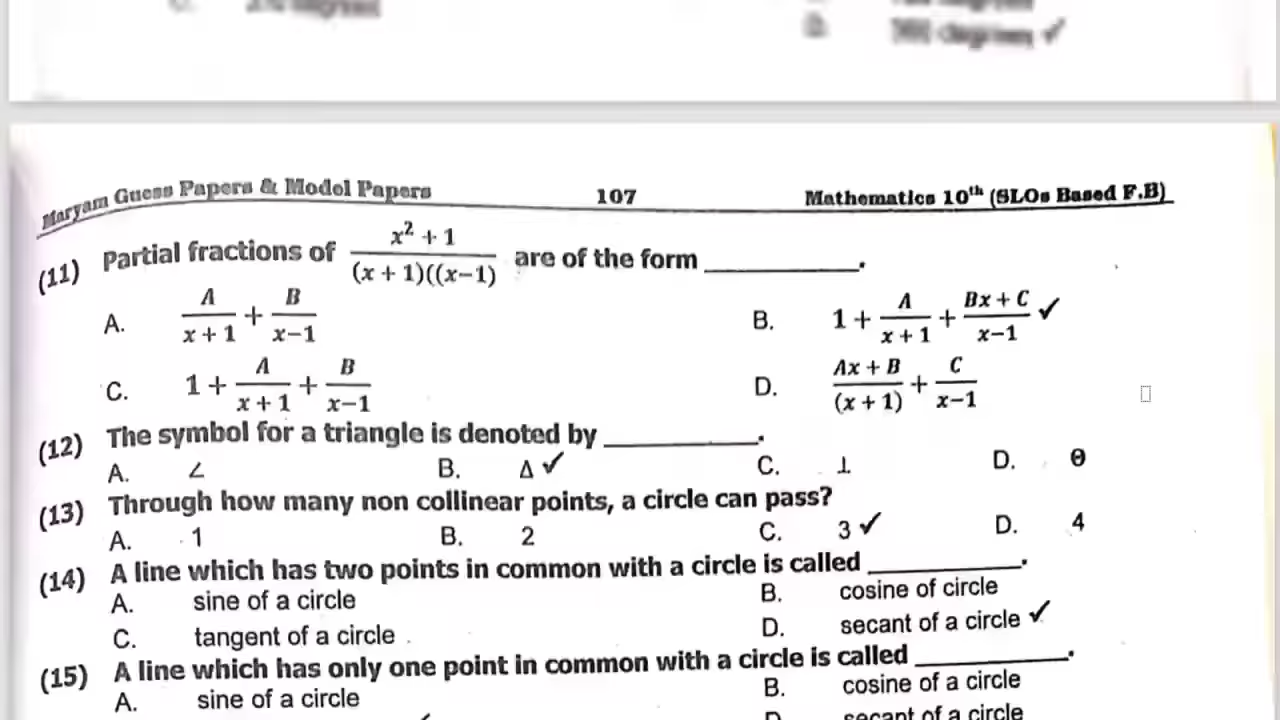 degrees ✓
Maryam Guess Papers & Model Papers 107 Mathematics 10th (SLOs Based F.B)
(11) Partial fractions of x² + 1 / (x + 1)((x−1) are of the form ________.
A. A/x + 1 + B/x−1 B. 1 + A/x + 1 + Bx + C/x−1 ✓
C. 1 + A/x + 1 + B/x−1 D. Ax + B/(x + 1) + C/x−1
(12) The symbol for a triangle is denoted by ________.
A. ∠ B. Δ ✓ C. ⊥ D. θ
(13) Through how many non collinear points, a circle can pass?
A. 1 B. 2 C. 3 ✓ D. 4
(14) A line which has two points in common with a circle is called ________.
A. sine of a circle B. cosine of circle
C. tangent of a circle D. secant of a circle ✓
(15) A line which has only one point in common with a circle is called ________.
A. sine of a circle B. cosine of a circle
D. secant of a circle